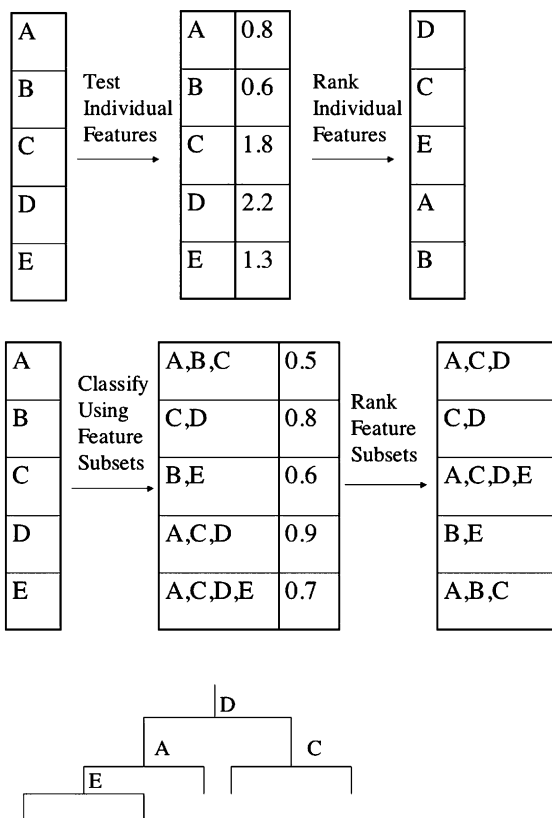 A
B
C
D
E
Test
Individual
Features
A 0.8
B 0.6
C 1.8
D 2.2
E 1.3
Rank
Individual
Features
D
C
E
A
B
A
B
C
D
E
Classify
Using
Feature
Subsets
A,B,C 0.5
C,D 0.8
B,E 0.6
A,C,D 0.9
A,C,D,E 0.7
Rank
Feature
Subsets
A,C,D
C,D
A,C,D,E
B,E
A,B,C
D
A C
E